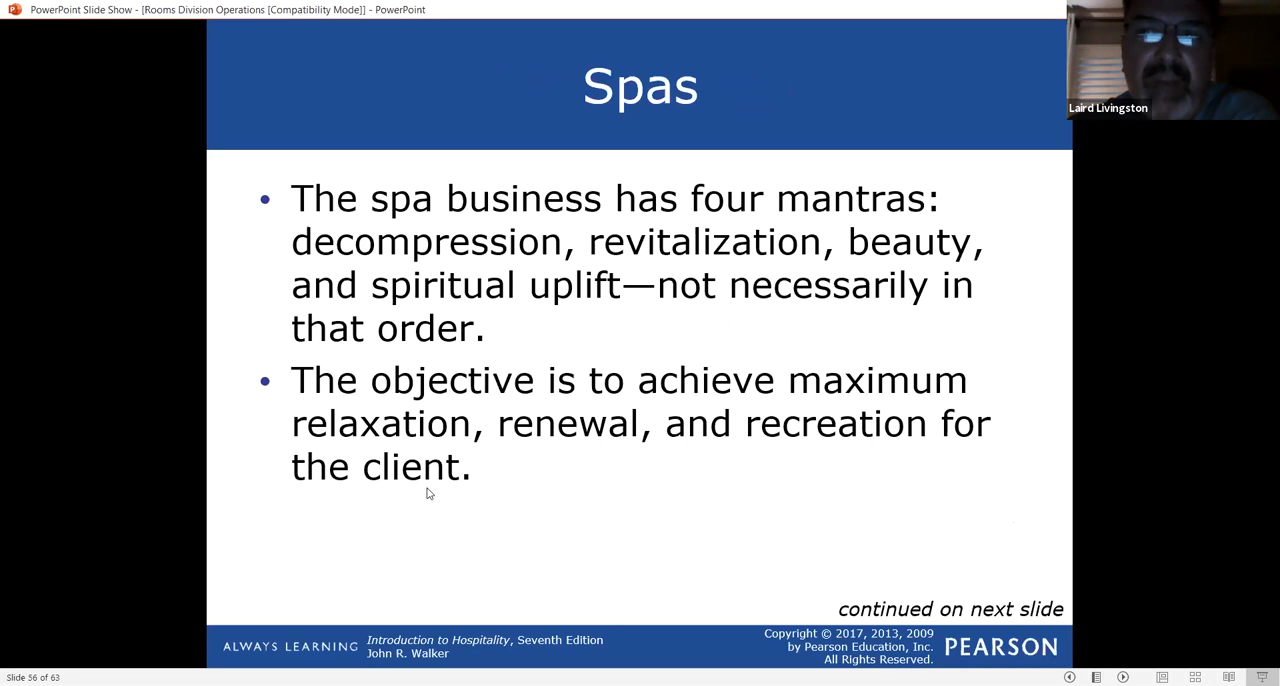 PowerPoint Slide Show - [Rooms Division Operations [Compatibility Mode]] - PowerPoint
Laird Livingston
Spas
• The spa business has four mantras:
decompression, revitalization, beauty,
and spiritual uplift—not necessarily in
that order.
• The objective is to achieve maximum
relaxation, renewal, and recreation for
the client.
continued on next slide
ALWAYS LEARNING
Introduction to Hospitality, Seventh Edition
John R. Walker
Copyright © 2017, 2013, 2009
by Pearson Education, Inc.
All Rights Reserved.
PEARSON
Slide 56 of 63